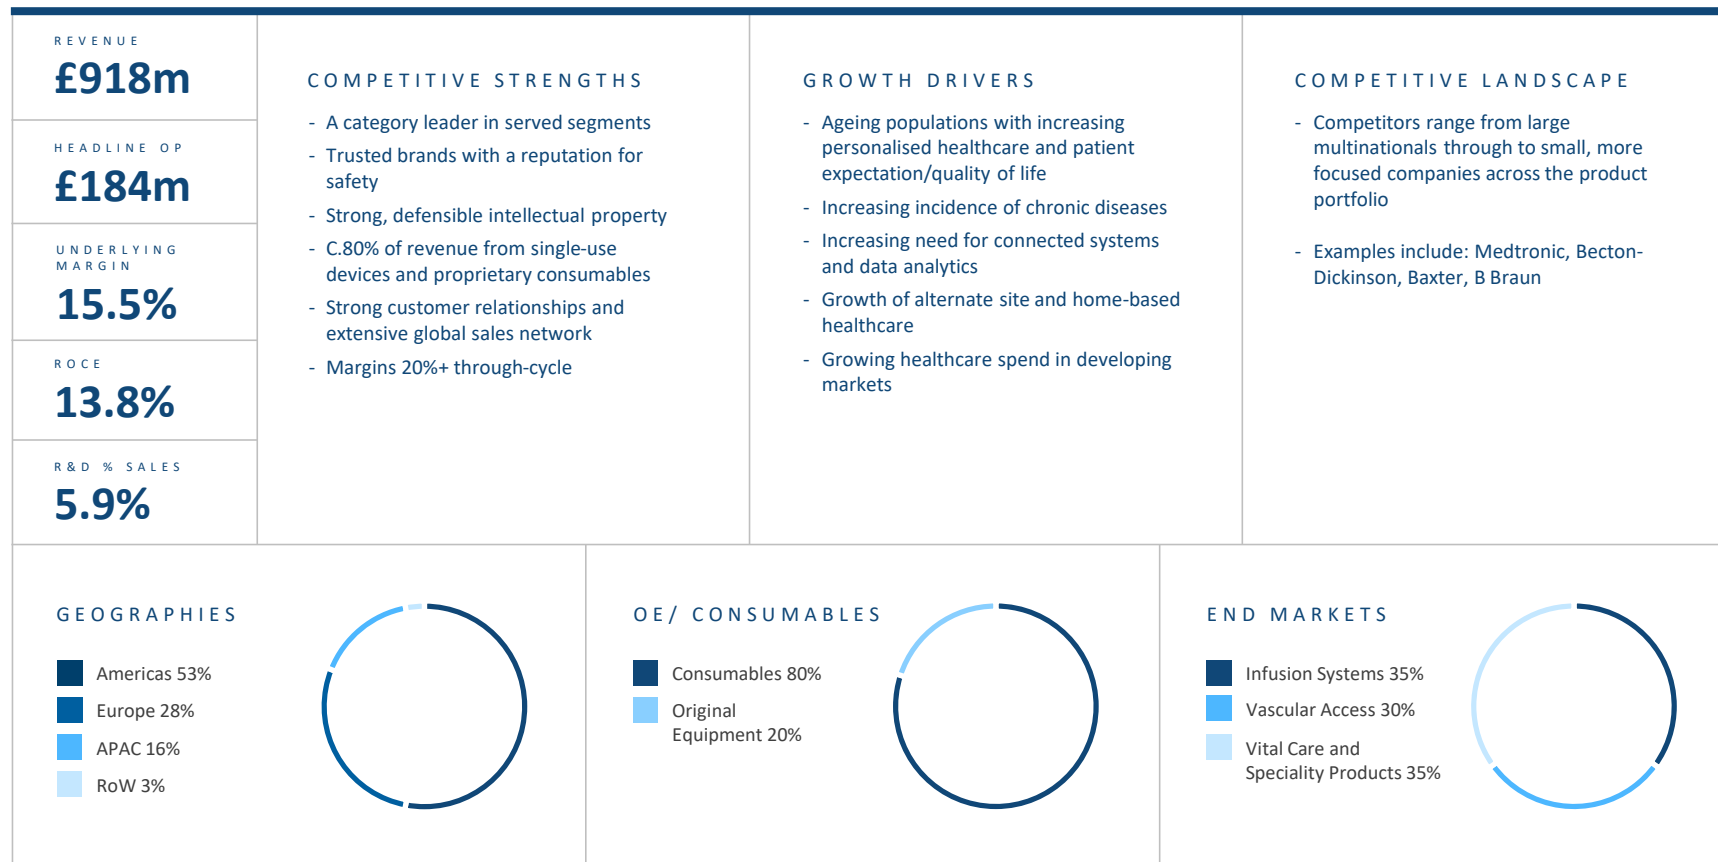 REVENUE
£918m
HEADLINE OP
£184m
UNDERLYING
MARGIN
15.5%
ROCE
13.8%
R&D % SALES
5.9%
COMPETITIVE STRENGTHS
- A category leader in served segments
- Trusted brands with a reputation for
safety
- Strong, defensible intellectual property
- C.80% of revenue from single-use
devices and proprietary consumables
- Strong customer relationships and
extensive global sales network
- Margins 20%+ through-cycle
GROWTH DRIVERS
- Ageing populations with increasing
personalised healthcare and patient
expectation/quality of life
- Increasing incidence of chronic diseases
- Increasing need for connected systems
and data analytics
- Growth of alternate site and home-based
healthcare
- Growing healthcare spend in developing
markets
COMPETITIVE LANDSCAPE
- Competitors range from large
multinationals through to small, more
focused companies across the product
portfolio
- Examples include: Medtronic, Becton-
Dickinson, Baxter, B Braun
GEOGRAPHIES
Americas 53%
Europe 28%
APAC 16%
RoW 3%
OE/ CONSUMABLES
Consumables 80%
Original
Equipment 20%
END MARKETS
Infusion Systems 35%
Vascular Access 30%
Vital Care and
Speciality Products 35%